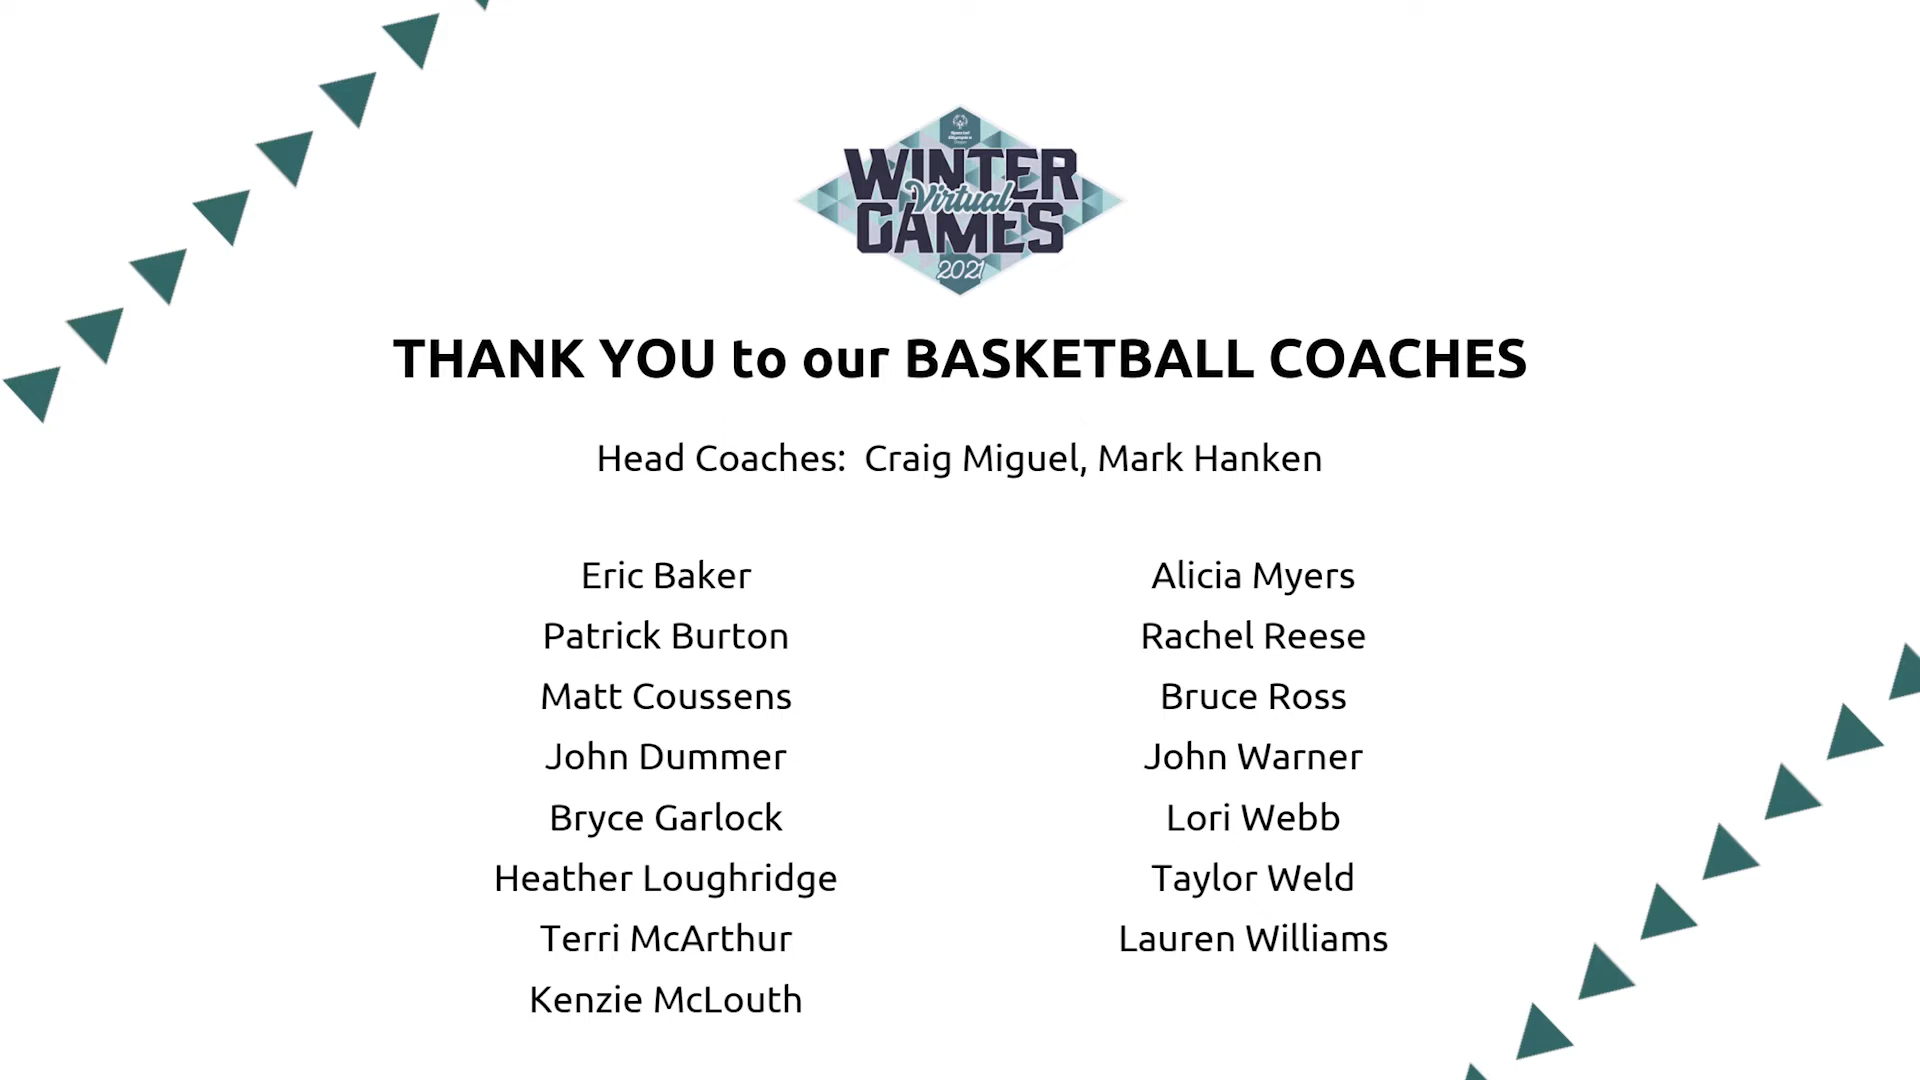 Special
Olympics
WINTER
Virtual
GAMES
2021
THANK YOU to our BASKETBALL COACHES
Head Coaches: Craig Miguel, Mark Hanken
Eric Baker
Patrick Burton
Matt Coussens
John Dummer
Bryce Garlock
Heather Loughridge
Terri McArthur
Kenzie McLouth
Alicia Myers
Rachel Reese
Bruce Ross
John Warner
Lori Webb
Taylor Weld
Lauren Williams